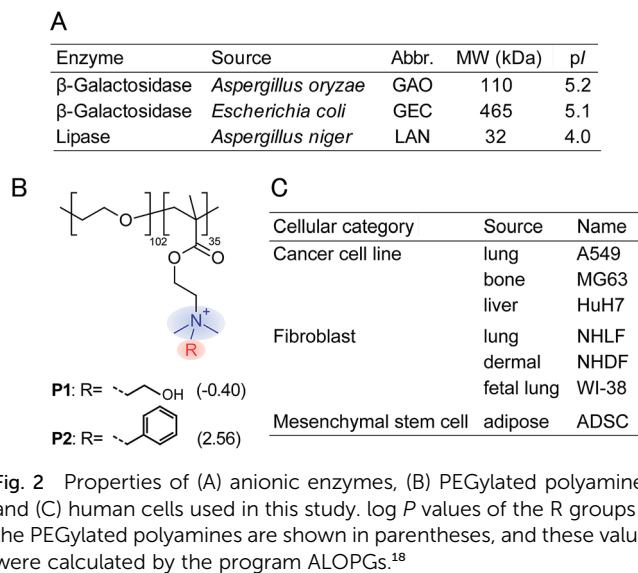 A
Enzyme Source Abbr. MW (kDa) pI
β-Galactosidase Aspergillus oryzae GAO 110 5.2
β-Galactosidase Escherichia coli GEC 465 5.1
Lipase Aspergillus niger LAN 32 4.0
B
O
102
35
O
O
N+
R
P1: R= OH (-0.40)
P2: R= (2.56)
C
Cellular category Source Name
Cancer cell line lung A549
bone MG63
liver HuH7
Fibroblast lung NHLF
dermal NHDF
fetal lung WI-38
Mesenchymal stem cell adipose ADSC
Fig. 2 Properties of (A) anionic enzymes, (B) PEGylated polyamine
and (C) human cells used in this study. log P values of the R groups
the PEGylated polyamines are shown in parentheses, and these valu
were calculated by the program ALOPGs.18